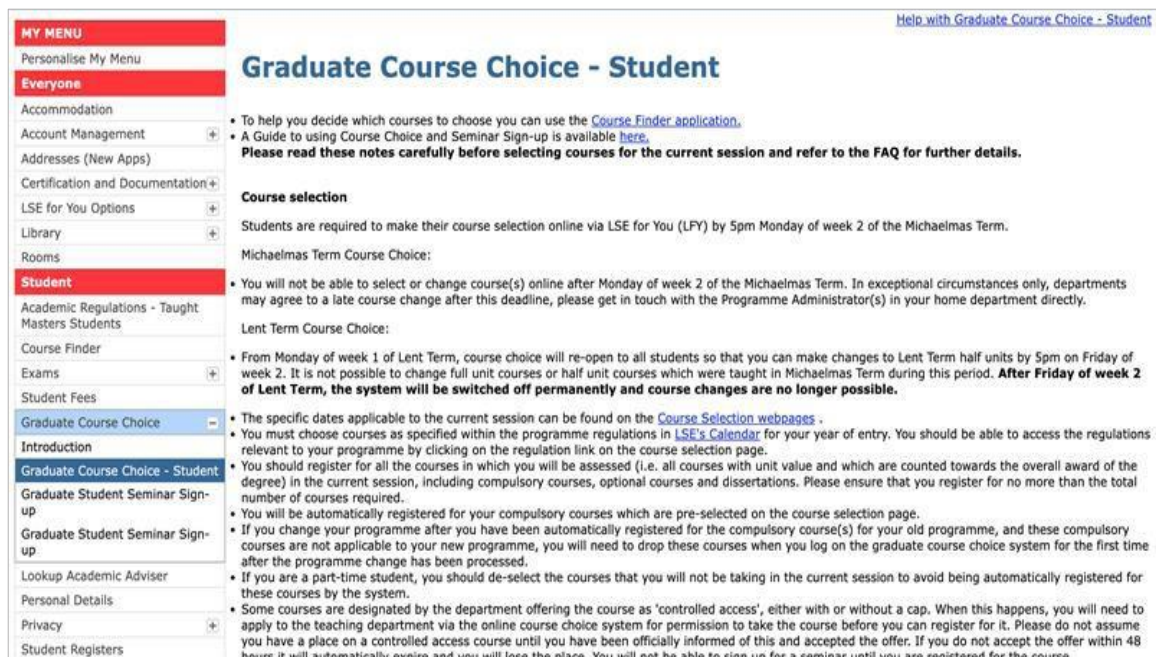 Help with Graduate Course Choice - Student
MY MENU
Personalise My Menu
Everyone
Accommodation
Account Management
Addresses (New Apps)
Certification and Documentation
LSE for You Options
Library
Rooms
Student
Academic Regulations - Taught
Masters Students
Course Finder
Exams
Student Fees
Graduate Course Choice
Introduction
Graduate Course Choice - Student
Graduate Student Seminar Sign-
up
Graduate Student Seminar Sign-
up
Lookup Academic Adviser
Personal Details
Privacy
Student Registers
Graduate Course Choice - Student
• To help you decide which courses to choose you can use the Course Finder application.
• A Guide to using Course Choice and Seminar Sign-up is available here.
Please read these notes carefully before selecting courses for the current session and refer to the FAQ for further details.
Course selection
Students are required to make their course selection online via LSE for You (LFY) by 5pm Monday of week 2 of the Michaelmas Term.
Michaelmas Term Course Choice:
• You will not be able to select or change course(s) online after Monday of week 2 of the Michaelmas Term. In exceptional circumstances only, departments
may agree to a late course change after this deadline, please get in touch with the Programme Administrator(s) in your home department directly.
Lent Term Course Choice:
• From Monday of week 1 of Lent Term, course choice will re-open to all students so that you can make changes to Lent Term half units by 5pm on Friday of
week 2. It is not possible to change full unit courses or half unit courses which were taught in Michaelmas Term during this period. After Friday of week 2
of Lent Term, the system will be switched off permanently and course changes are no longer possible.
• The specific dates applicable to the current session can be found on the Course Selection webpages .
• You must choose courses as specified within the programme regulations in LSE's Calendar for your year of entry. You should be able to access the regulations
relevant to your programme by clicking on the regulation link on the course selection page.
• You should register for all the courses in which you will be assessed (i.e. all courses with unit value and which are counted towards the overall award of the
degree) in the current session, including compulsory courses, optional courses and dissertations. Please ensure that you register for no more than the total
number of courses required.
• You will be automatically registered for your compulsory courses which are pre-selected on the course selection page.
• If you change your programme after you have been automatically registered for the compulsory course(s) for your old programme, and these compulsory
courses are not applicable to your new programme, you will need to drop these courses when you log on the graduate course choice system for the first time
after the programme change has been processed.
• If you are a part-time student, you should de-select the courses that you will not be taking in the current session to avoid being automatically registered for
these courses by the system.
• Some courses are designated by the department offering the course as 'controlled access', either with or without a cap. When this happens, you will need to
apply to the teaching department via the online course choice system for permission to take the course before you can register for it. Please do not assume
you have a place on a controlled access course until you have been officially informed of this and accepted the offer. If you do not accept the offer within 48
hours it will automatically expire and you will lose the place. You will not be able to sign up for a seminar until you are registered for the course.